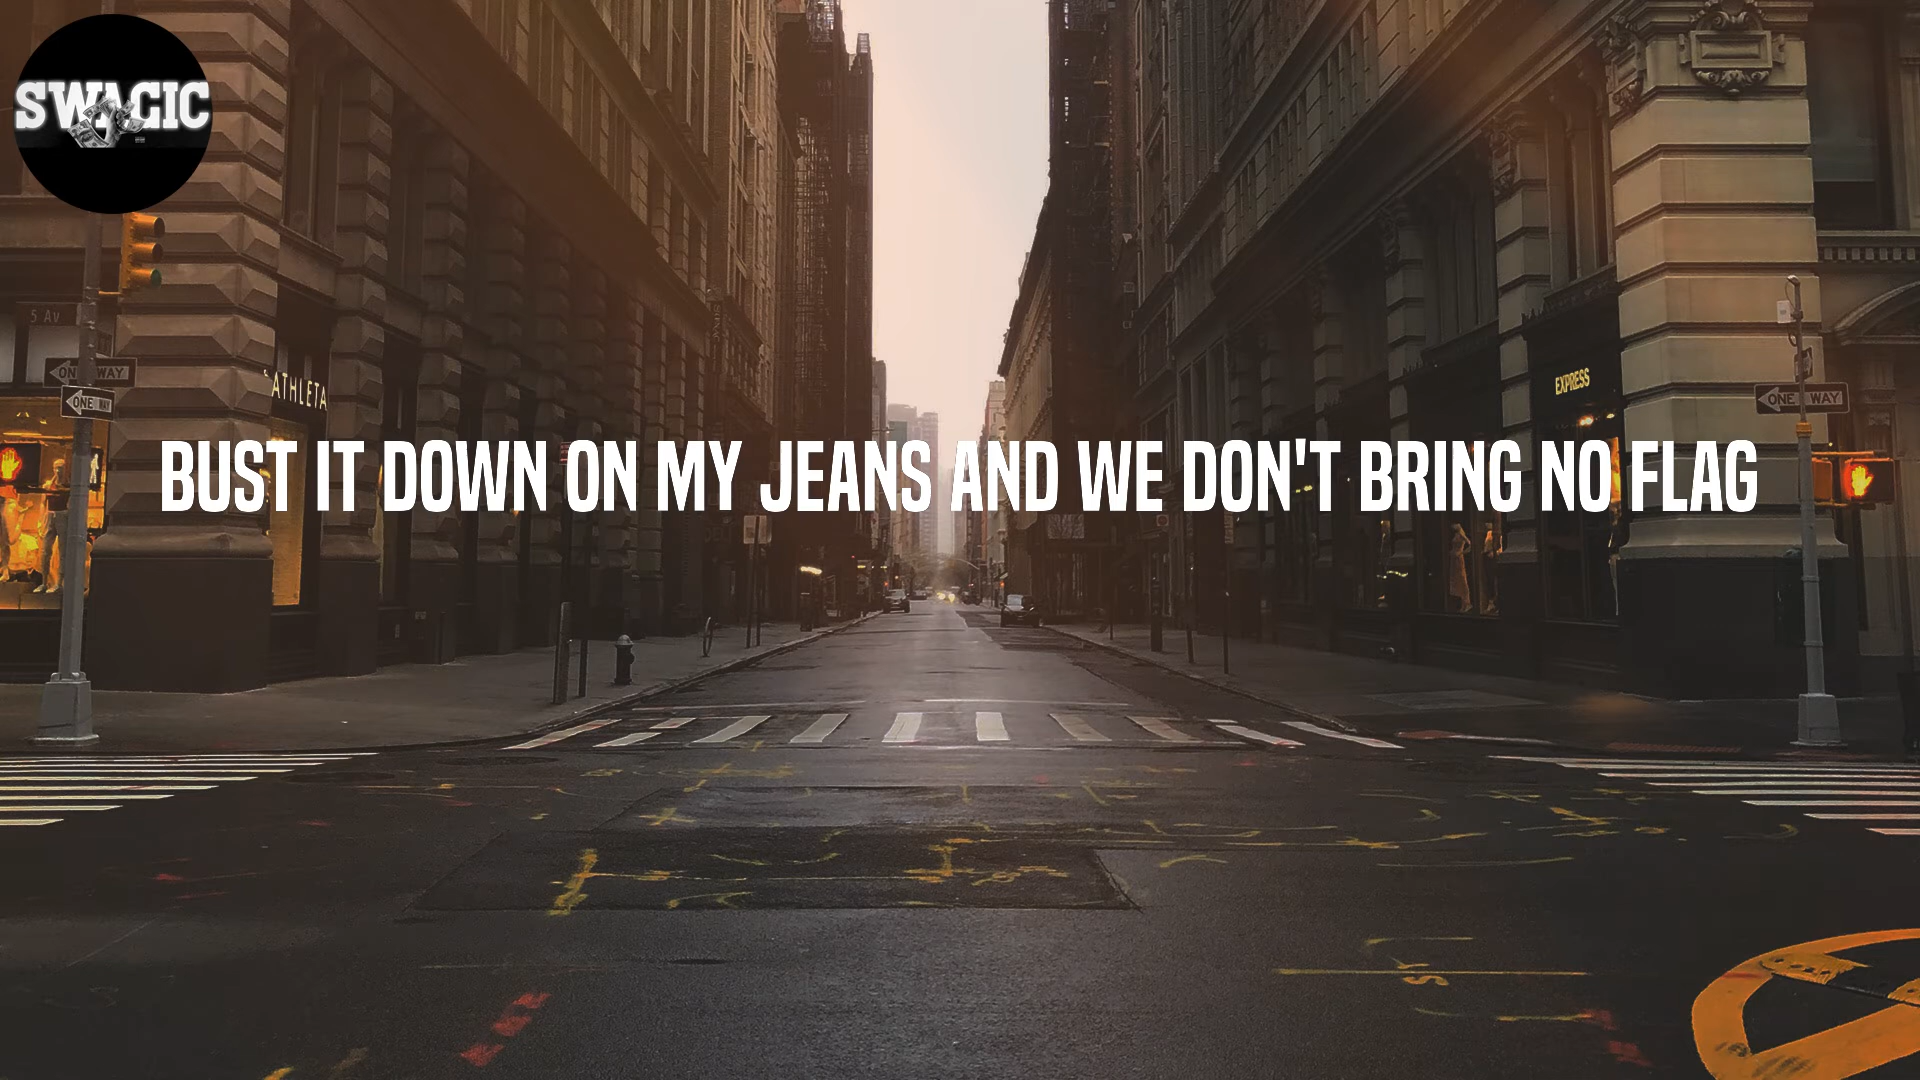 SWAGIC
5 Av
ONE WAY
ONE WAY
ATHLETA
EXPRESS
ONE WAY
BUST IT DOWN ON MY JEANS AND WE DON'T BRING NO FLAG